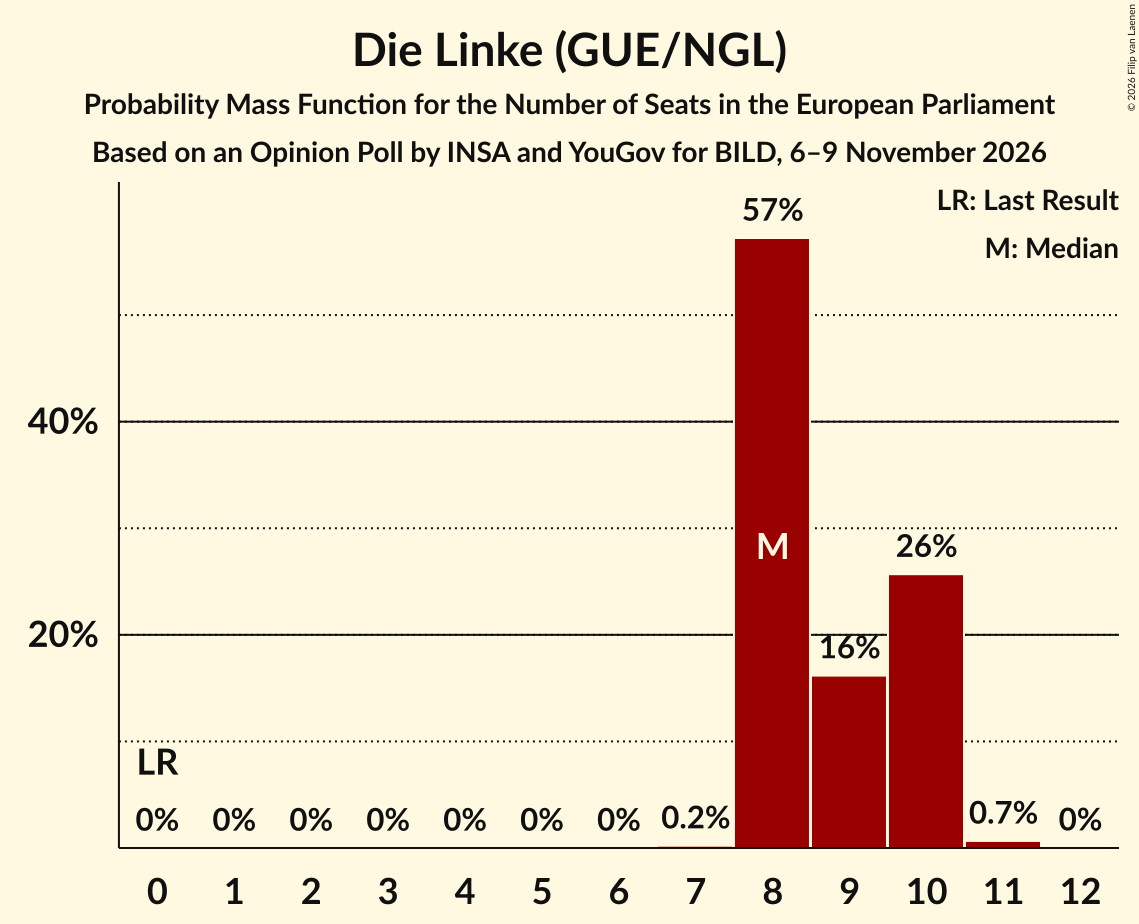 Die Linke (GUE/NGL)
Probability Mass Function for the Number of Seats in the European Parliament
Based on an Opinion Poll by INSA and YouGov for BILD, 6–9 November 2026
© 2026 Filip van Laenen
LR: Last Result
M: Median
57%
40%
M
26%
20%
16%
LR
0% 0% 0% 0% 0% 0% 0% 0.2% 0.7% 0%
0 1 2 3 4 5 6 7 8 9 10 11 12